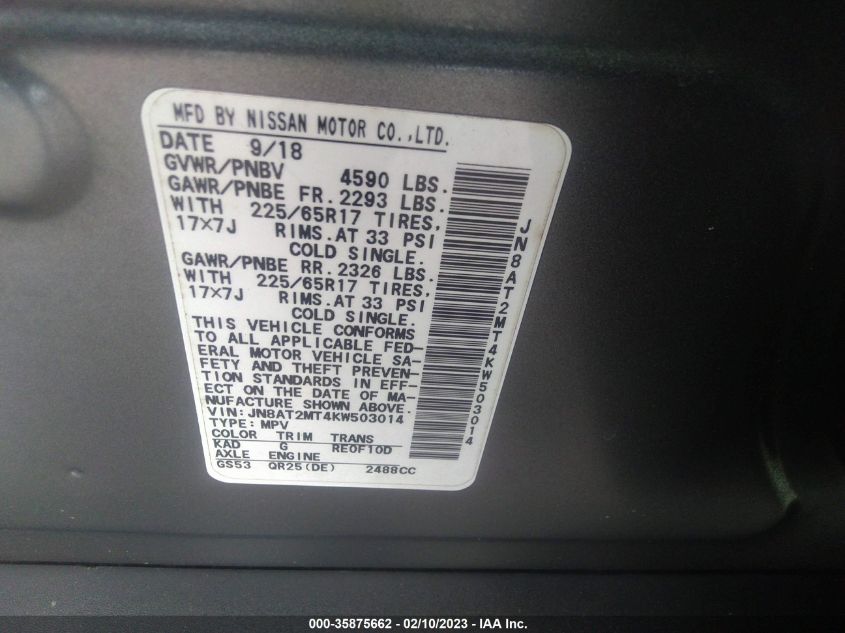 MFD BY NISSAN MOTOR CO.,LTD.
DATE 9/18
GVWR/PNBV 4590 LBS.
GAWR/PNBE FR. 2293 LBS.
WITH 225/65R17 TIRES,
17×7J RIMS.AT 33 PSI
COLD SINGLE.
GAWR/PNBE RR. 2326 LBS.
WITH 225/65R17 TIRES,
17×7J RIMS.AT 33 PSI
COLD SINGLE.
THIS VEHICLE CONFORMS
TO ALL APPLICABLE FED-
ERAL MOTOR VEHICLE SA-
FETY AND THEFT PREVEN-
TION STANDARDS IN EFF-
ECT ON THE DATE OF MA-
NUFACTURE SHOWN ABOVE.
VIN: JN8AT2MT4KW503014
TYPE: MPV
COLOR TRIM TRANS
KAD G RE0F10D
AXLE ENGINE
GS53 QR25(DE) 2488CC
JN8AT2MT4KW503014
000-35875662 - 02/10/2023 - IAA Inc.